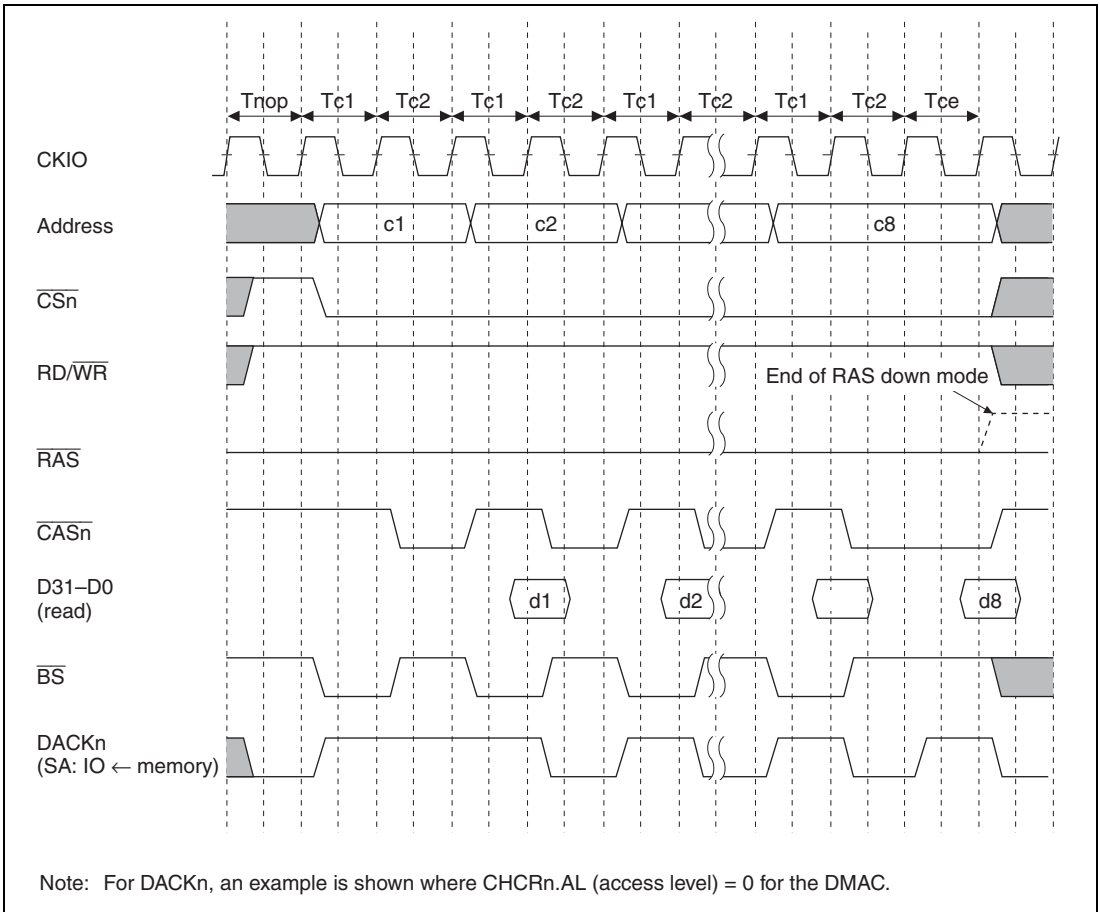 Tnop Tc1 Tc2 Tc1 Tc2 Tc1 Tc2 Tc1 Tc2 Tce
CKIO
Address c1 c2 c8
CSn
RD/WR
End of RAS down mode
RAS
CASn
D31–D0
(read) d1 d2 d8
BS
DACKn
(SA: IO ← memory)
Note: For DACKn, an example is shown where CHCRn.AL (access level) = 0 for the DMAC.